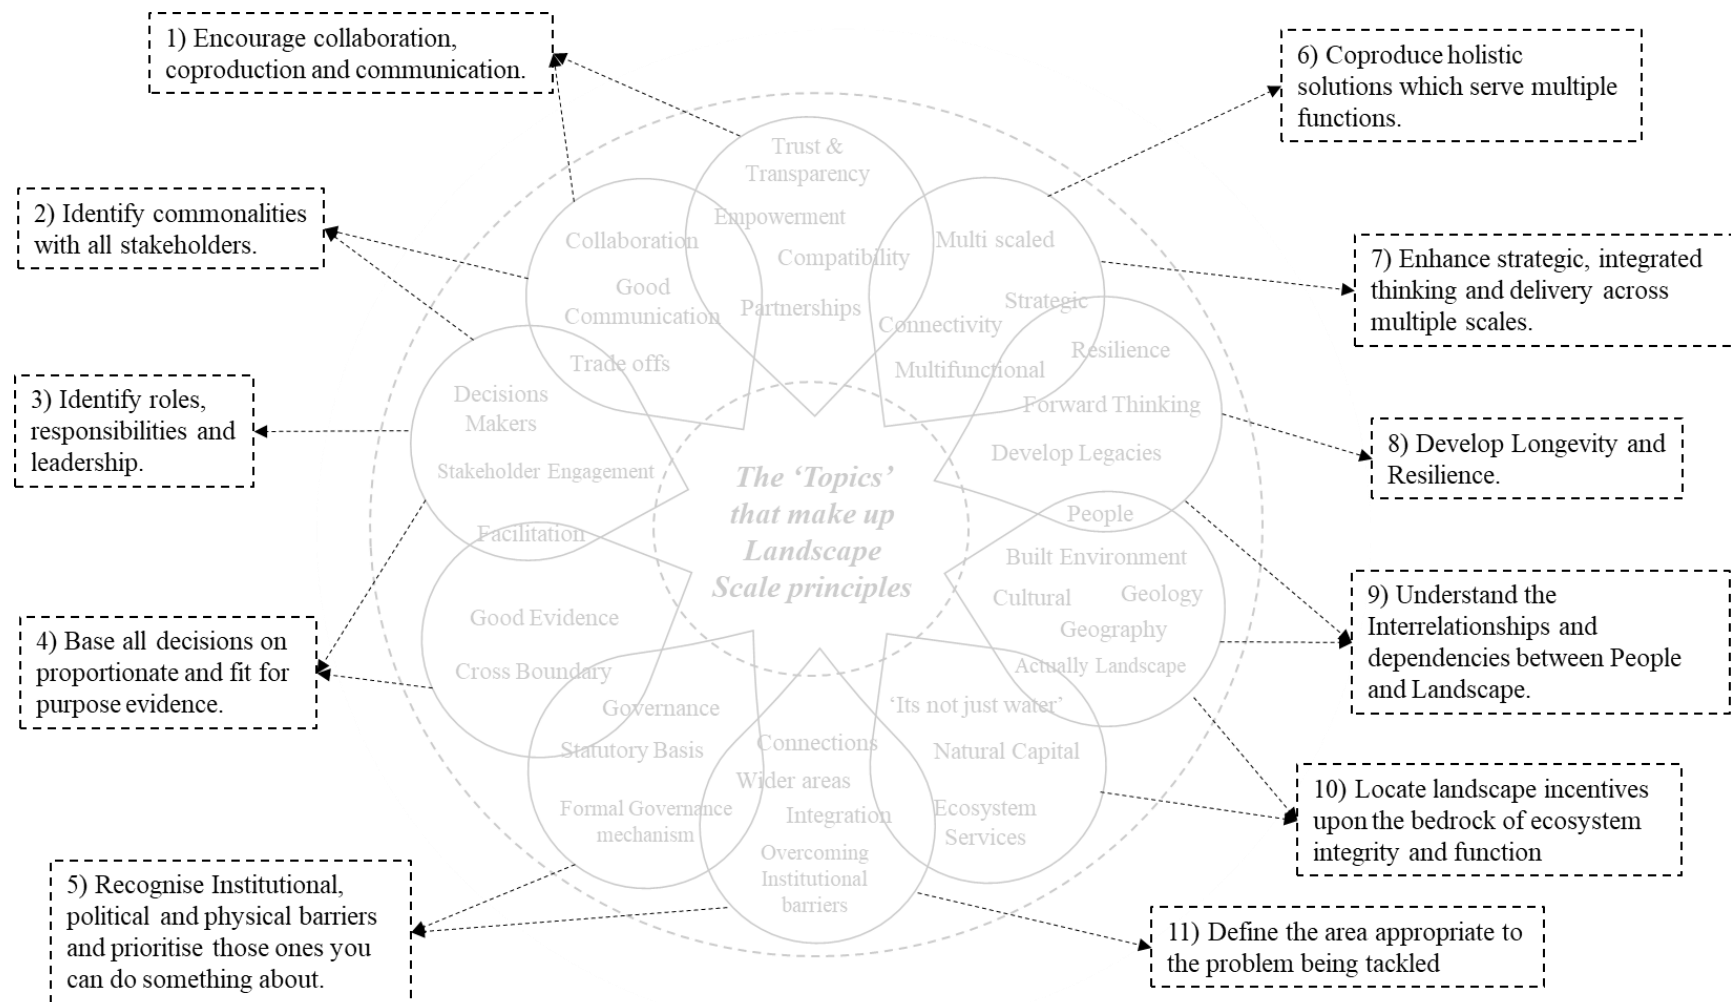 1) Encourage collaboration,
coproduction and communication.
2) Identify commonalities
with all stakeholders.
3) Identify roles,
responsibilities and
leadership.
4) Base all decisions on
proportionate and fit for
purpose evidence.
5) Recognise Institutional,
political and physical barriers
and prioritise those ones you
can do something about.
6) Coproduce holistic
solutions which serve multiple
functions.
7) Enhance strategic, integrated
thinking and delivery across
multiple scales.
8) Develop Longevity and
Resilience.
9) Understand the
Interrelationships and
dependencies between People
and Landscape.
10) Locate landscape incentives
upon the bedrock of ecosystem
integrity and function
11) Define the area appropriate to
the problem being tackled
Trust &
Transparency
Empowerment
Compatibility
Partnerships
Collaboration
Good
Communication
Trade offs
Decisions
Makers
Stakeholder Engagement
Facilitation
Good Evidence
Cross Boundary
Governance
Statutory Basis
Formal Governance
mechanism
Connections
Wider areas
Integration
Overcoming
Institutional
barriers
‘Its not just water’
Natural Capital
Ecosystem
Services
People
Built Environment
Cultural
Geology
Geography
Actually Landscape
Resilience
Forward Thinking
Develop Legacies
Multi scaled
Strategic
Connectivity
Multifunctional
The ‘Topics’
that make up
Landscape
Scale principles